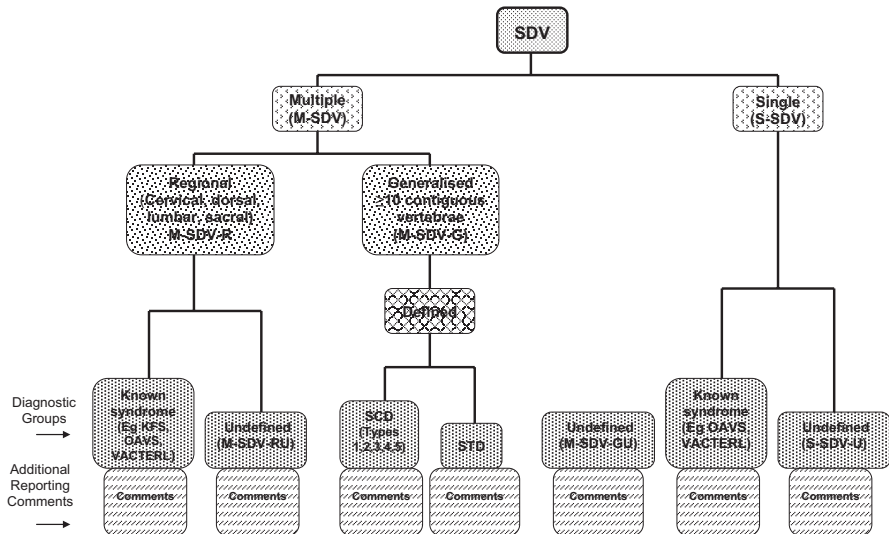 SDV
Multiple
(M-SDV)
Single
(S-SDV)
Regional
(Cervical, dorsal,
lumbar, sacral)
M-SDV-R
Generalised
≥10 contiguous
vertebrae
(M-SDV-G)
Defined
Diagnostic
Groups
Known
syndrome
(Eg KFS,
OAVS,
VACTERL)
Undefined
(M-SDV-RU)
SCD
(Types
1,2,3,4,5)
STD
Undefined
(M-SDV-GU)
Known
syndrome
(Eg OAVS,
VACTERL)
Undefined
(S-SDV-U)
Additional
Reporting
Comments
Comments
Comments
Comments
Comments
Comments
Comments
Comments